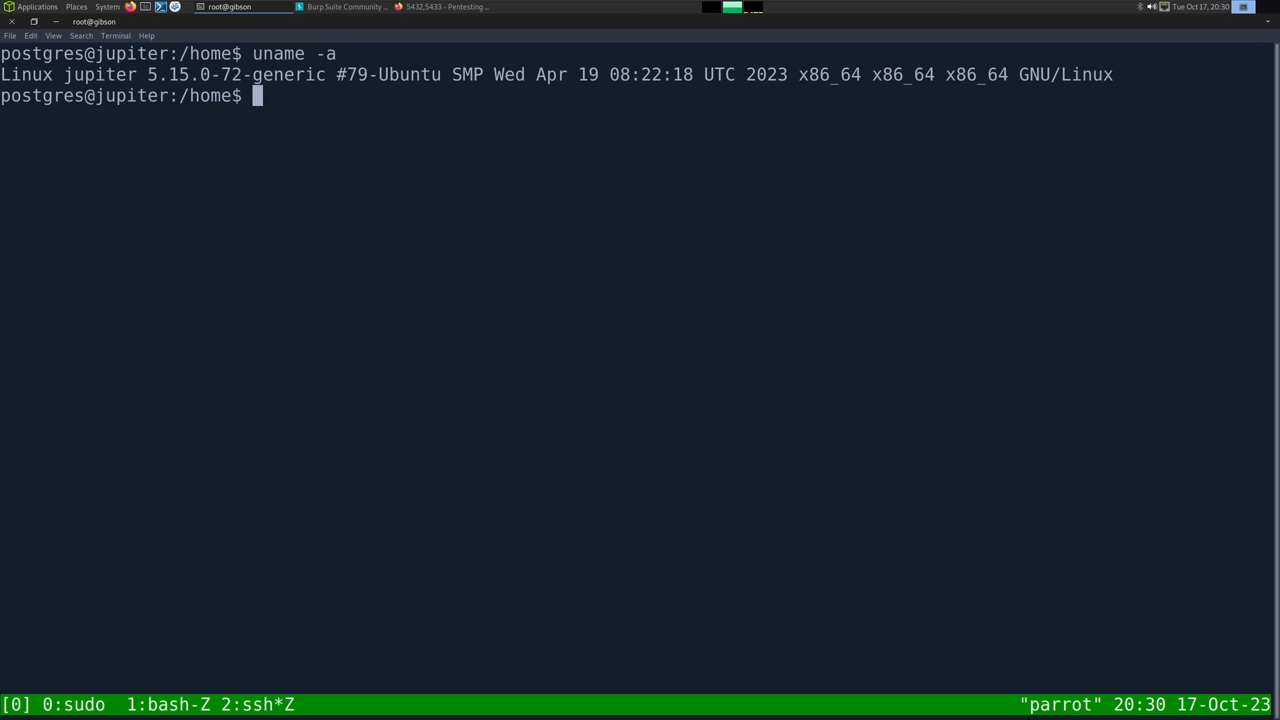 Applications Places System root@gibson Burp Suite Community ... 5432,5433 - Pentesting ... Tue Oct 17, 20:30
root@gibson
File Edit View Search Terminal Help
postgres@jupiter:/home$ uname -a
Linux jupiter 5.15.0-72-generic #79-Ubuntu SMP Wed Apr 19 08:22:18 UTC 2023 x86_64 x86_64 x86_64 GNU/Linux
postgres@jupiter:/home$
[0] 0:sudo 1:bash-Z 2:ssh*Z "parrot" 20:30 17-Oct-23